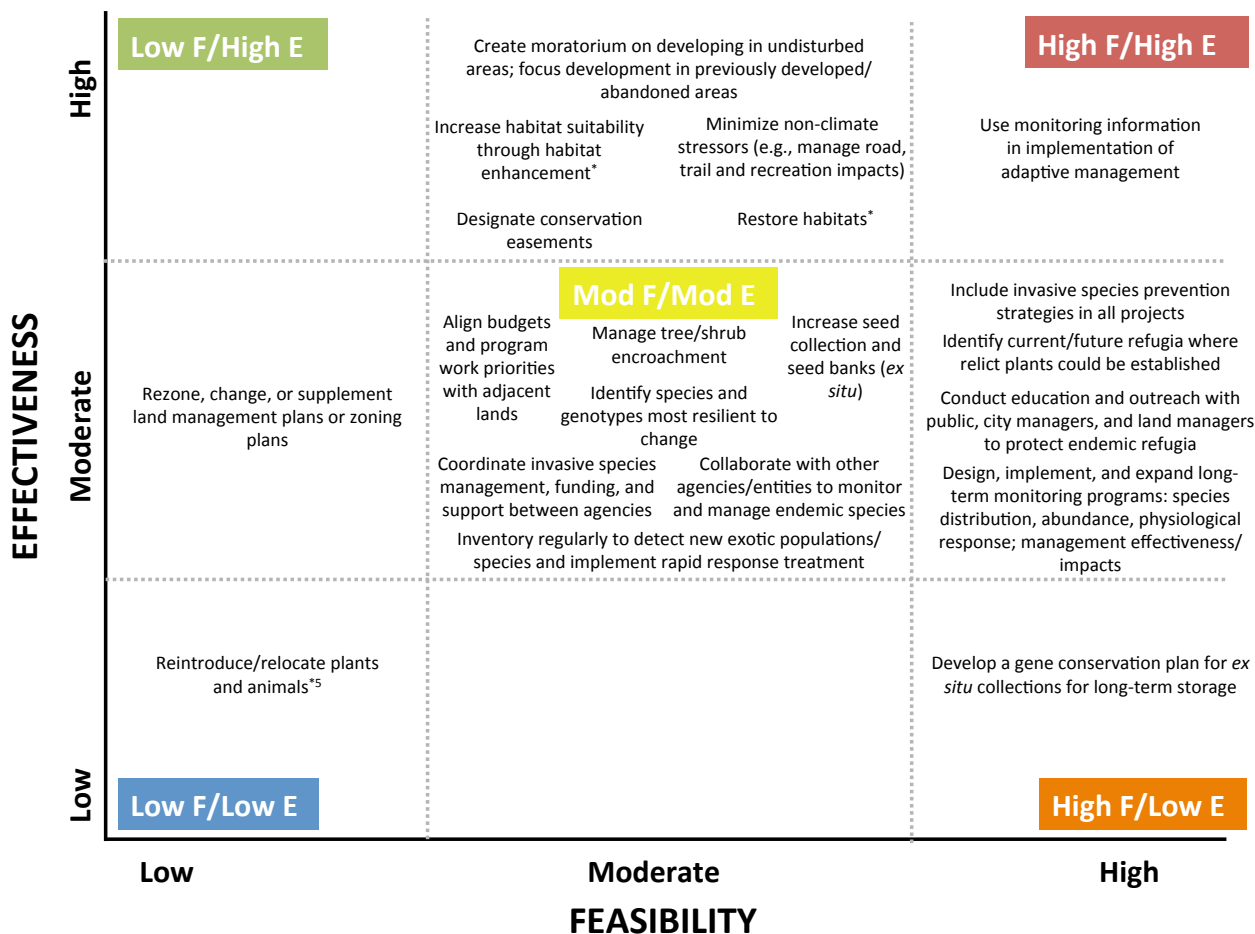 Low F/High E
Create moratorium on developing in undisturbed
areas; focus development in previously developed/
abandoned areas
High F/High E
High
Increase habitat suitability
through habitat
enhancement*
Minimize non-climate
stressors (e.g., manage road,
trail and recreation impacts)
Use monitoring information
in implementation of
adaptive management
Designate conservation
easements
Restore habitats*
EFFECTIVENESS
Moderate
Rezone, change, or supplement
land management plans or zoning
plans
Mod F/Mod E
Align budgets
and program
work priorities
with adjacent
lands
Manage tree/shrub
encroachment
Identify species and
genotypes most resilient to
change
Increase seed
collection and
seed banks (ex
situ)
Coordinate invasive species
management, funding, and
support between agencies
Collaborate with other
agencies/entities to monitor
and manage endemic species
Inventory regularly to detect new exotic populations/
species and implement rapid response treatment
Include invasive species prevention
strategies in all projects
Identify current/future refugia where
relict plants could be established
Conduct education and outreach with
public, city managers, and land managers
to protect endemic refugia
Design, implement, and expand long-
term monitoring programs: species
distribution, abundance, physiological
response; management effectiveness/
impacts
Low
Reintroduce/relocate plants
and animals*5
Develop a gene conservation plan for ex
situ collections for long-term storage
Low F/Low E
High F/Low E
Low
Moderate
High
FEASIBILITY